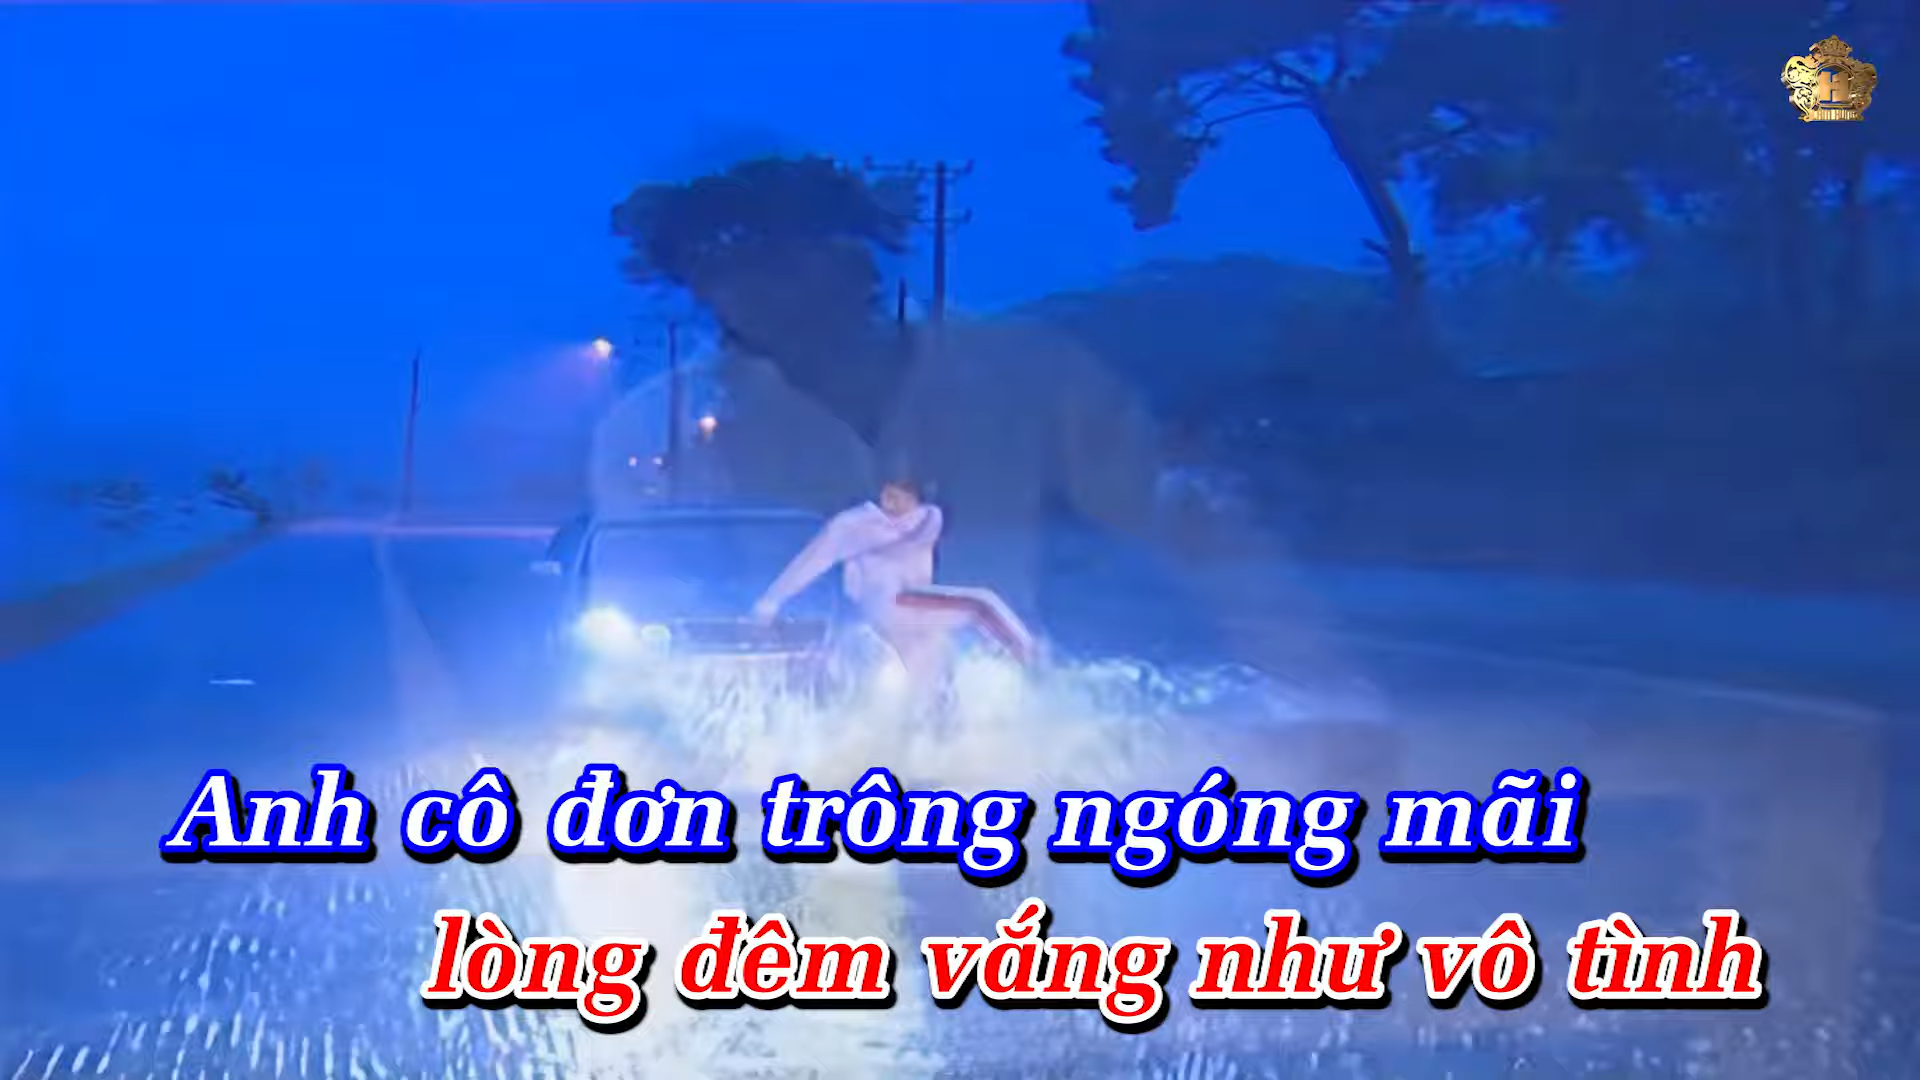 Anh cô đơn trông ngóng mãi
lòng đêm vắng như vô tình